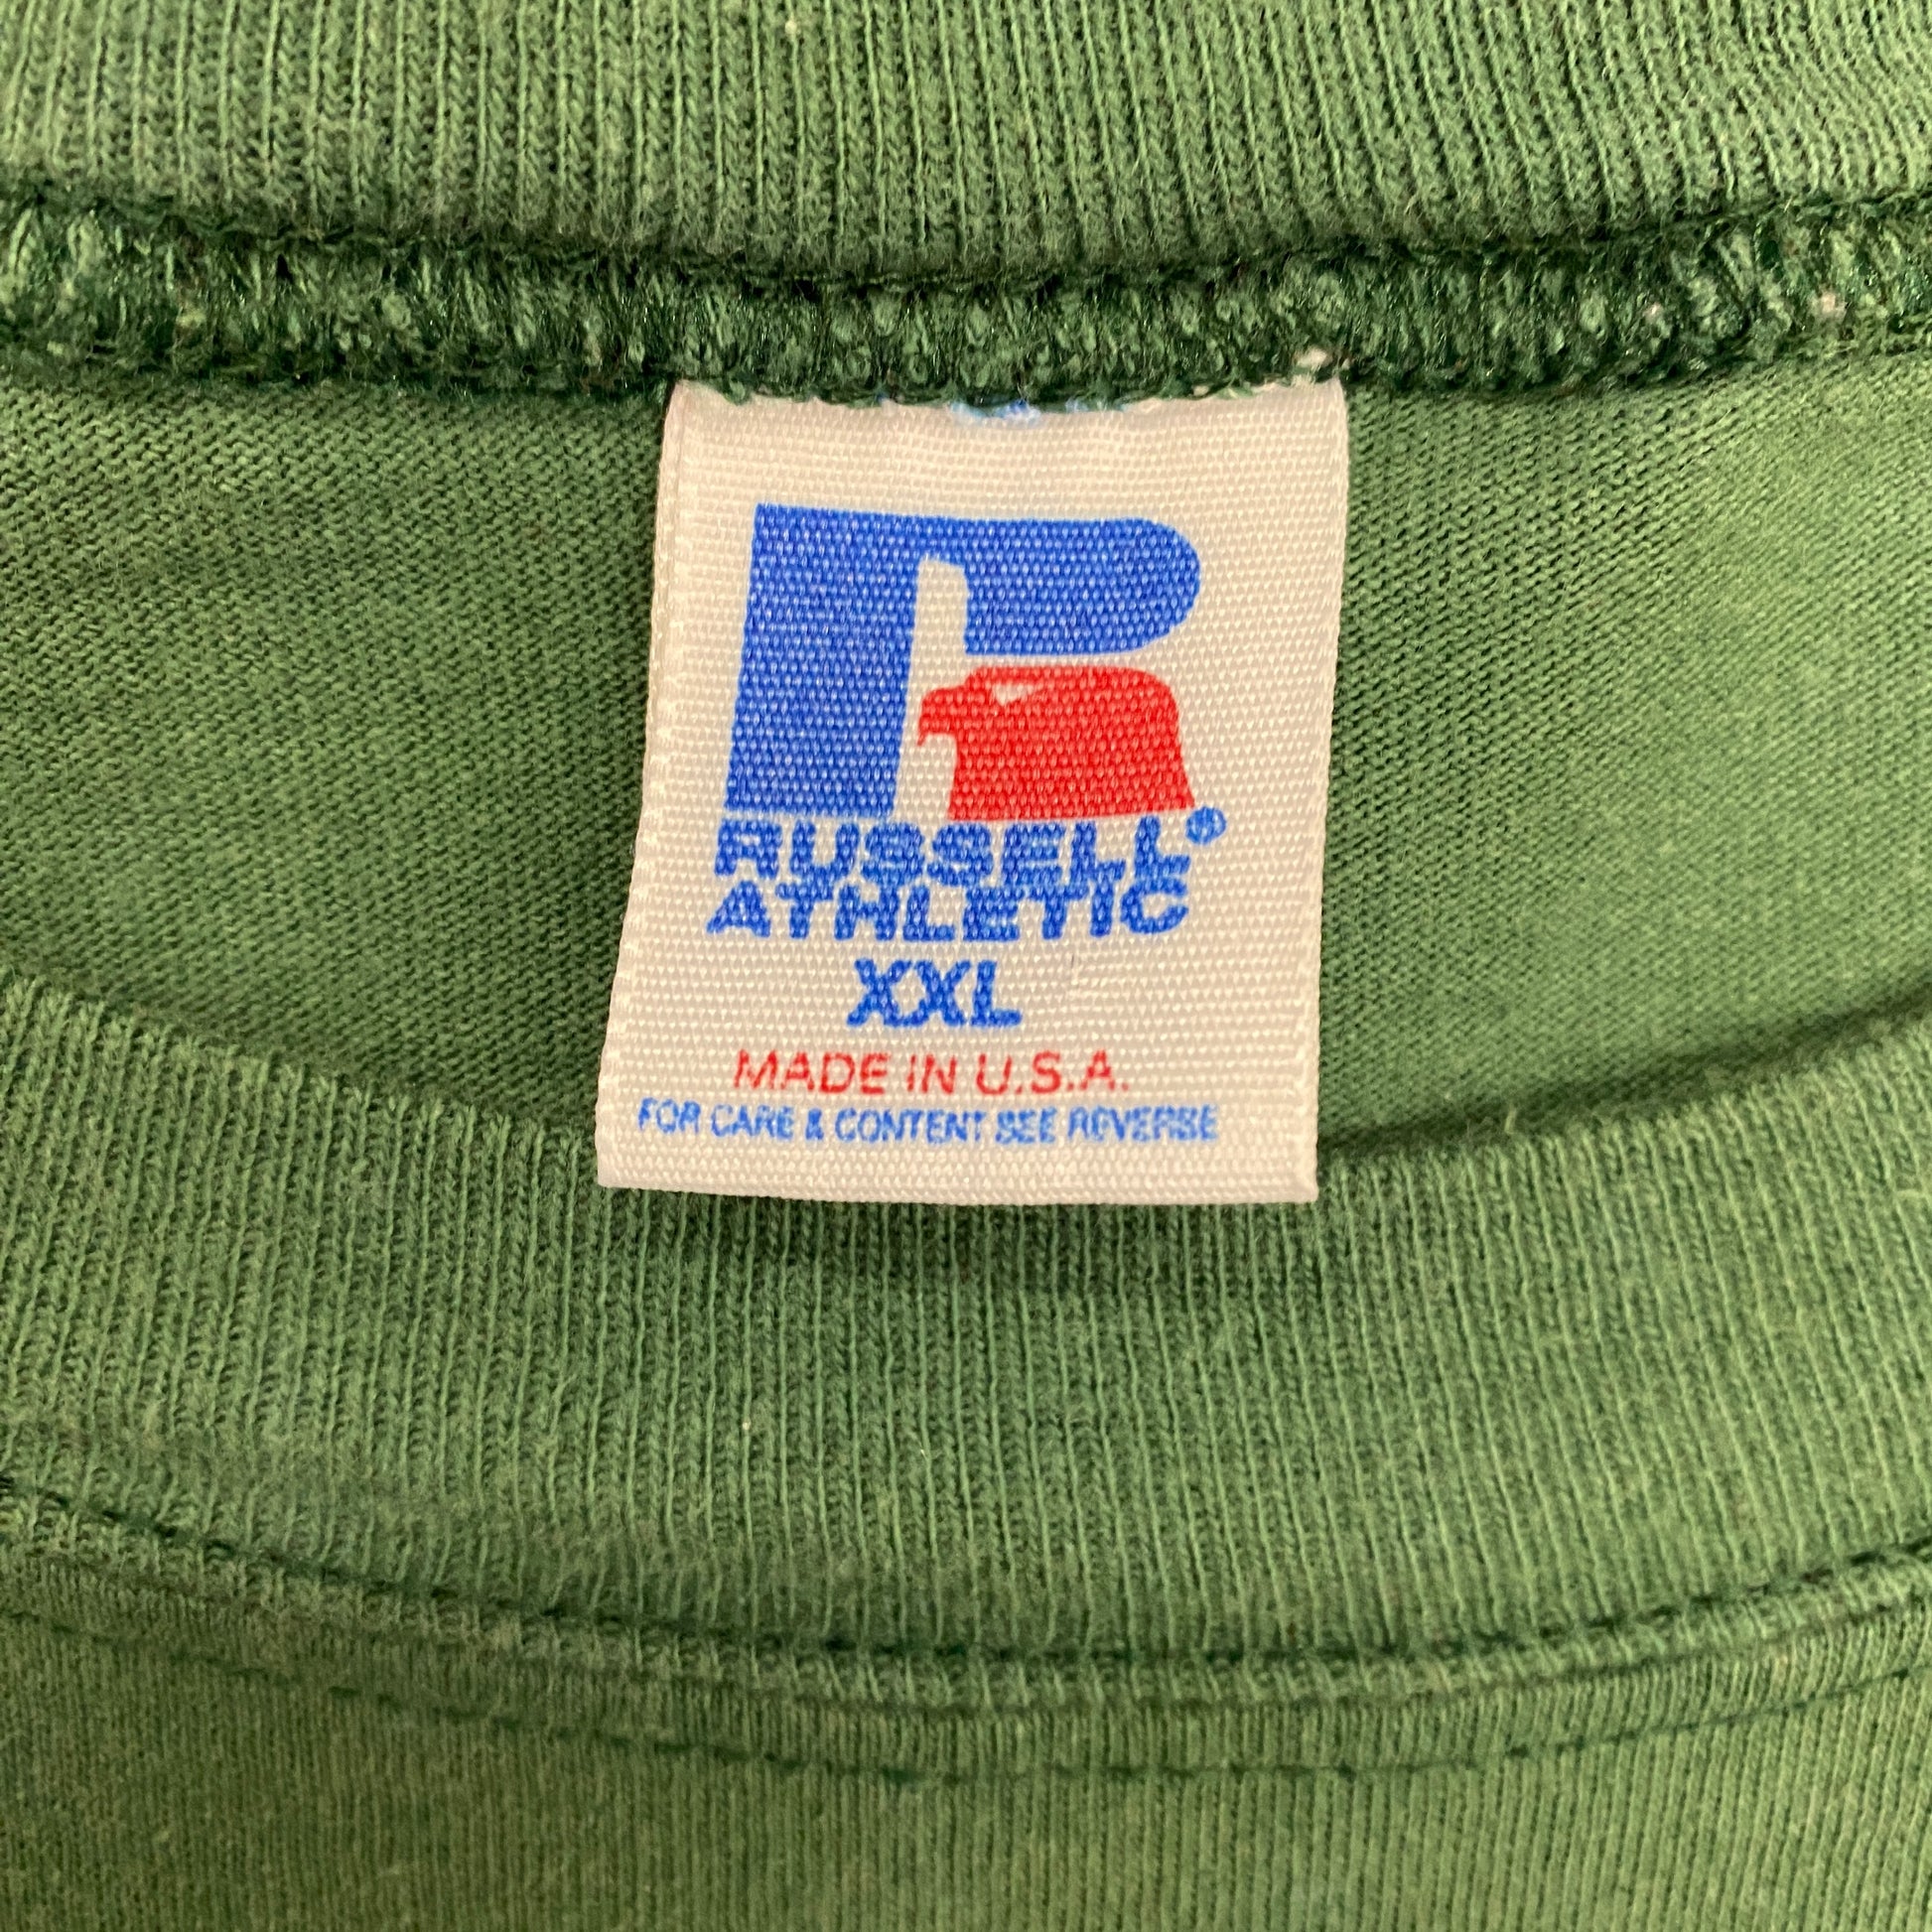 RUSSELL®
ATHLETIC
XXL
MADE IN U.S.A.
FOR CARE & CONTENT SEE REVERSE